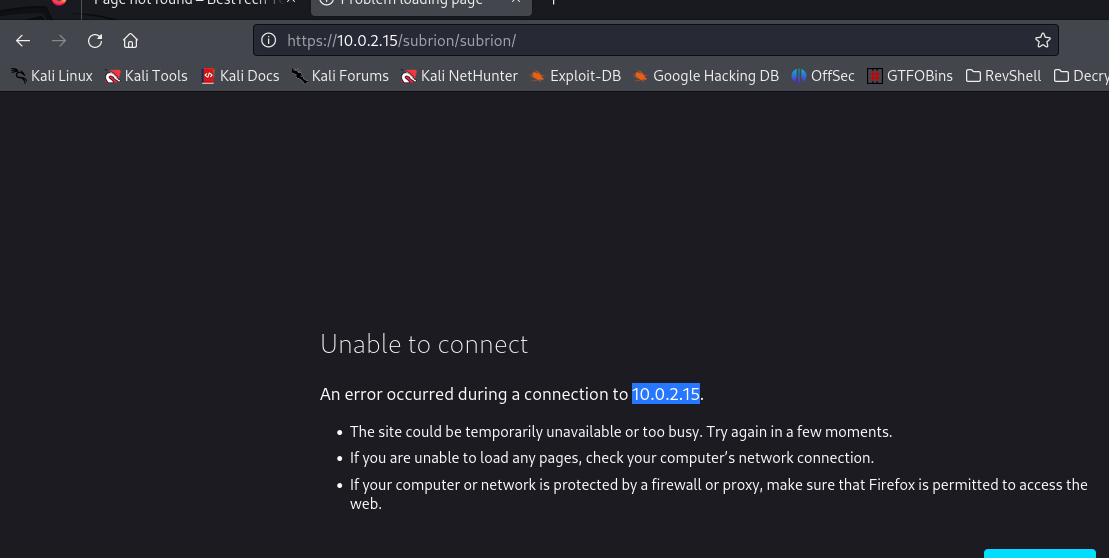 Page not found – BestTech Te
Problem loading page
https://10.0.2.15/subrion/subrion/
Kali Linux Kali Tools Kali Docs Kali Forums Kali NetHunter Exploit-DB Google Hacking DB OffSec GTFOBins RevShell Decry
Unable to connect
An error occurred during a connection to 10.0.2.15.
• The site could be temporarily unavailable or too busy. Try again in a few moments.
• If you are unable to load any pages, check your computer’s network connection.
• If your computer or network is protected by a firewall or proxy, make sure that Firefox is permitted to access the
web.